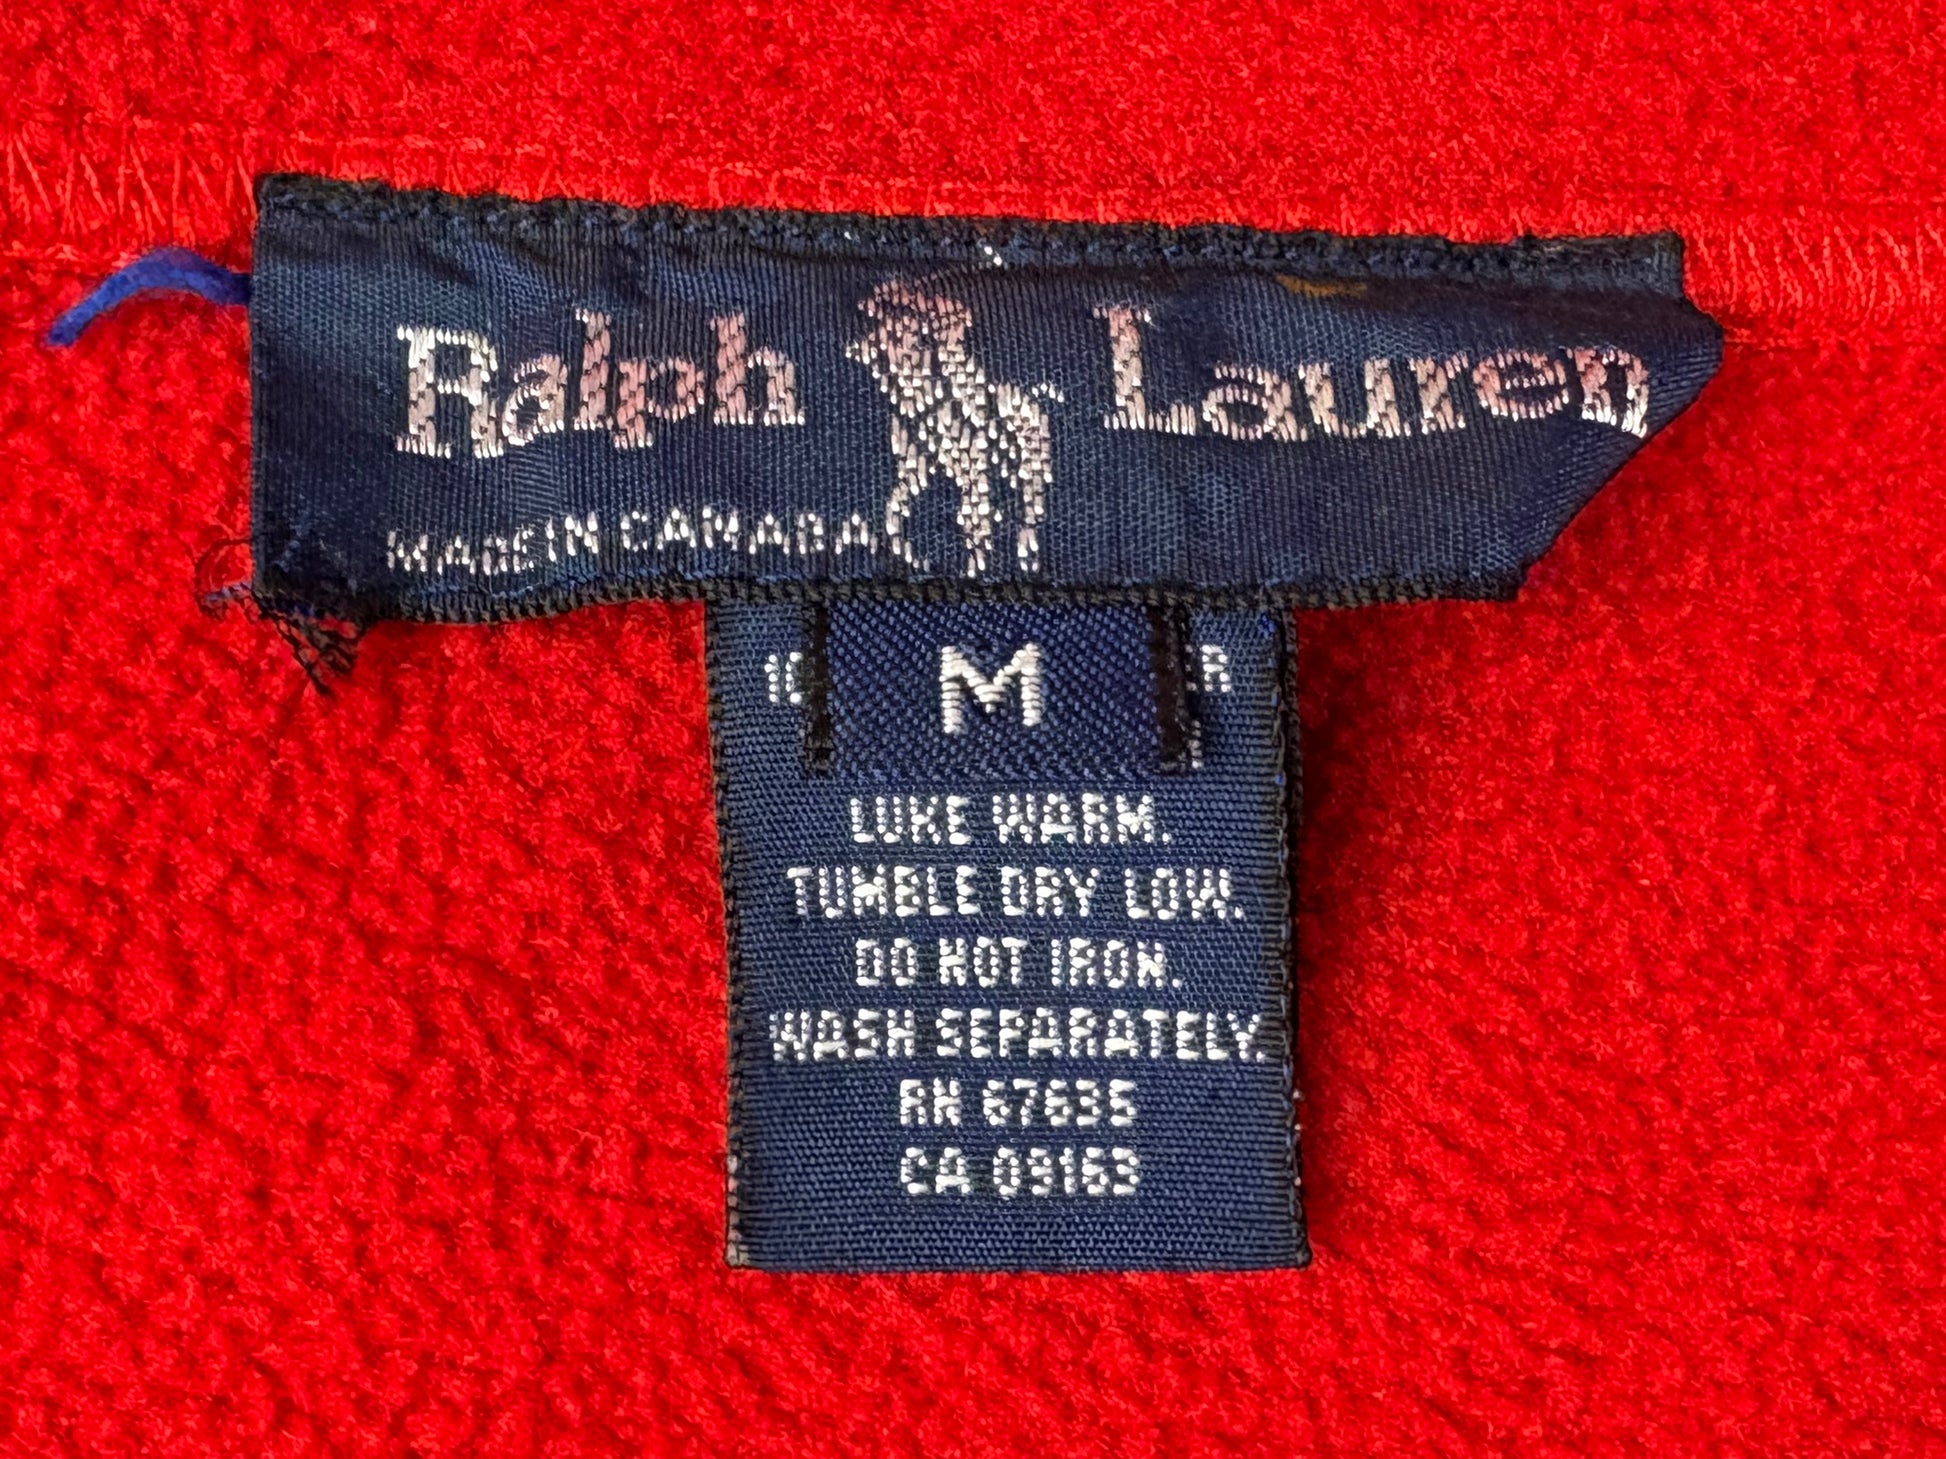 Ralph Lauren
MADE IN CANADA
M
LUKE WARM.
TUMBLE DRY LOW.
DO NOT IRON.
WASH SEPARATELY.
RN 67635
CA 09163